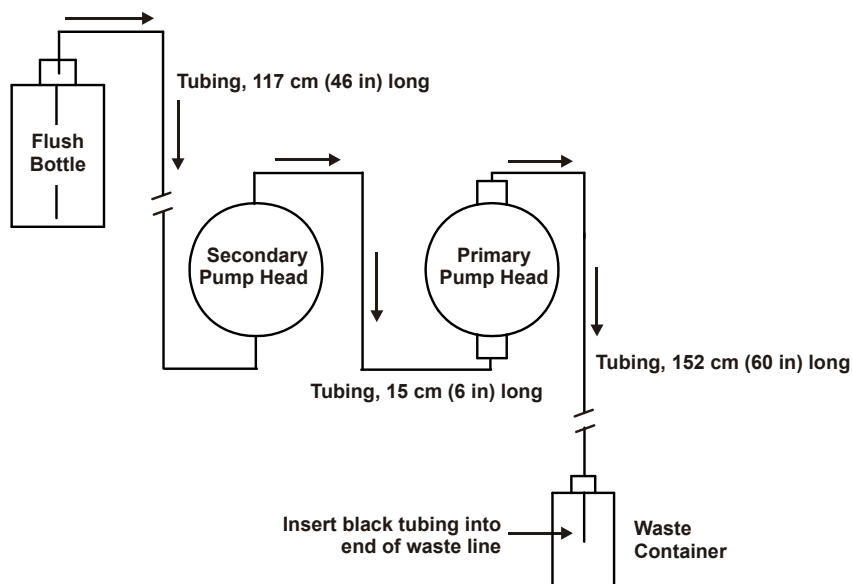 Tubing, 117 cm (46 in) long
Flush
Bottle
Secondary
Pump Head
Primary
Pump Head
Tubing, 152 cm (60 in) long
Tubing, 15 cm (6 in) long
Insert black tubing into
end of waste line
Waste
Container